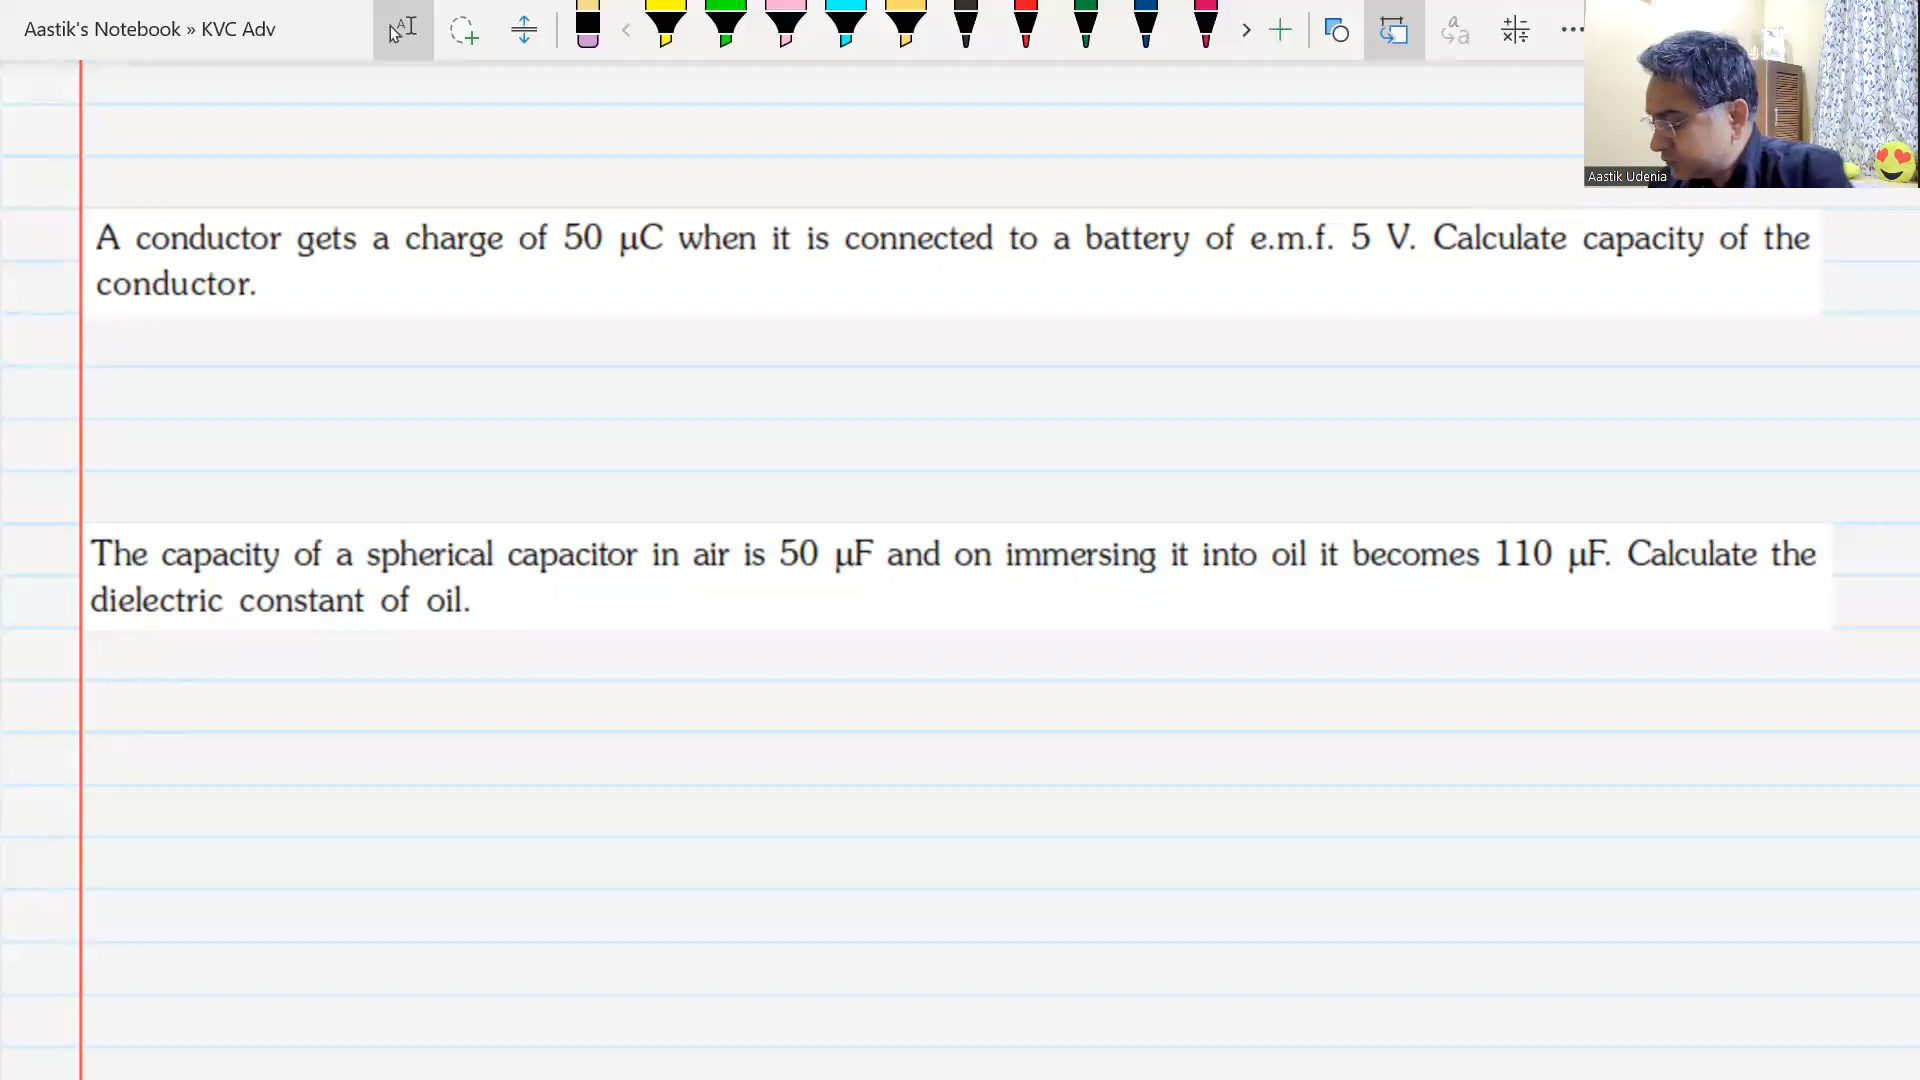 Aastik's Notebook » KVC Adv
Aastik Udenia
A conductor gets a charge of 50 μC when it is connected to a battery of e.m.f. 5 V. Calculate capacity of the
conductor.
The capacity of a spherical capacitor in air is 50 μF and on immersing it into oil it becomes 110 μF. Calculate the
dielectric constant of oil.